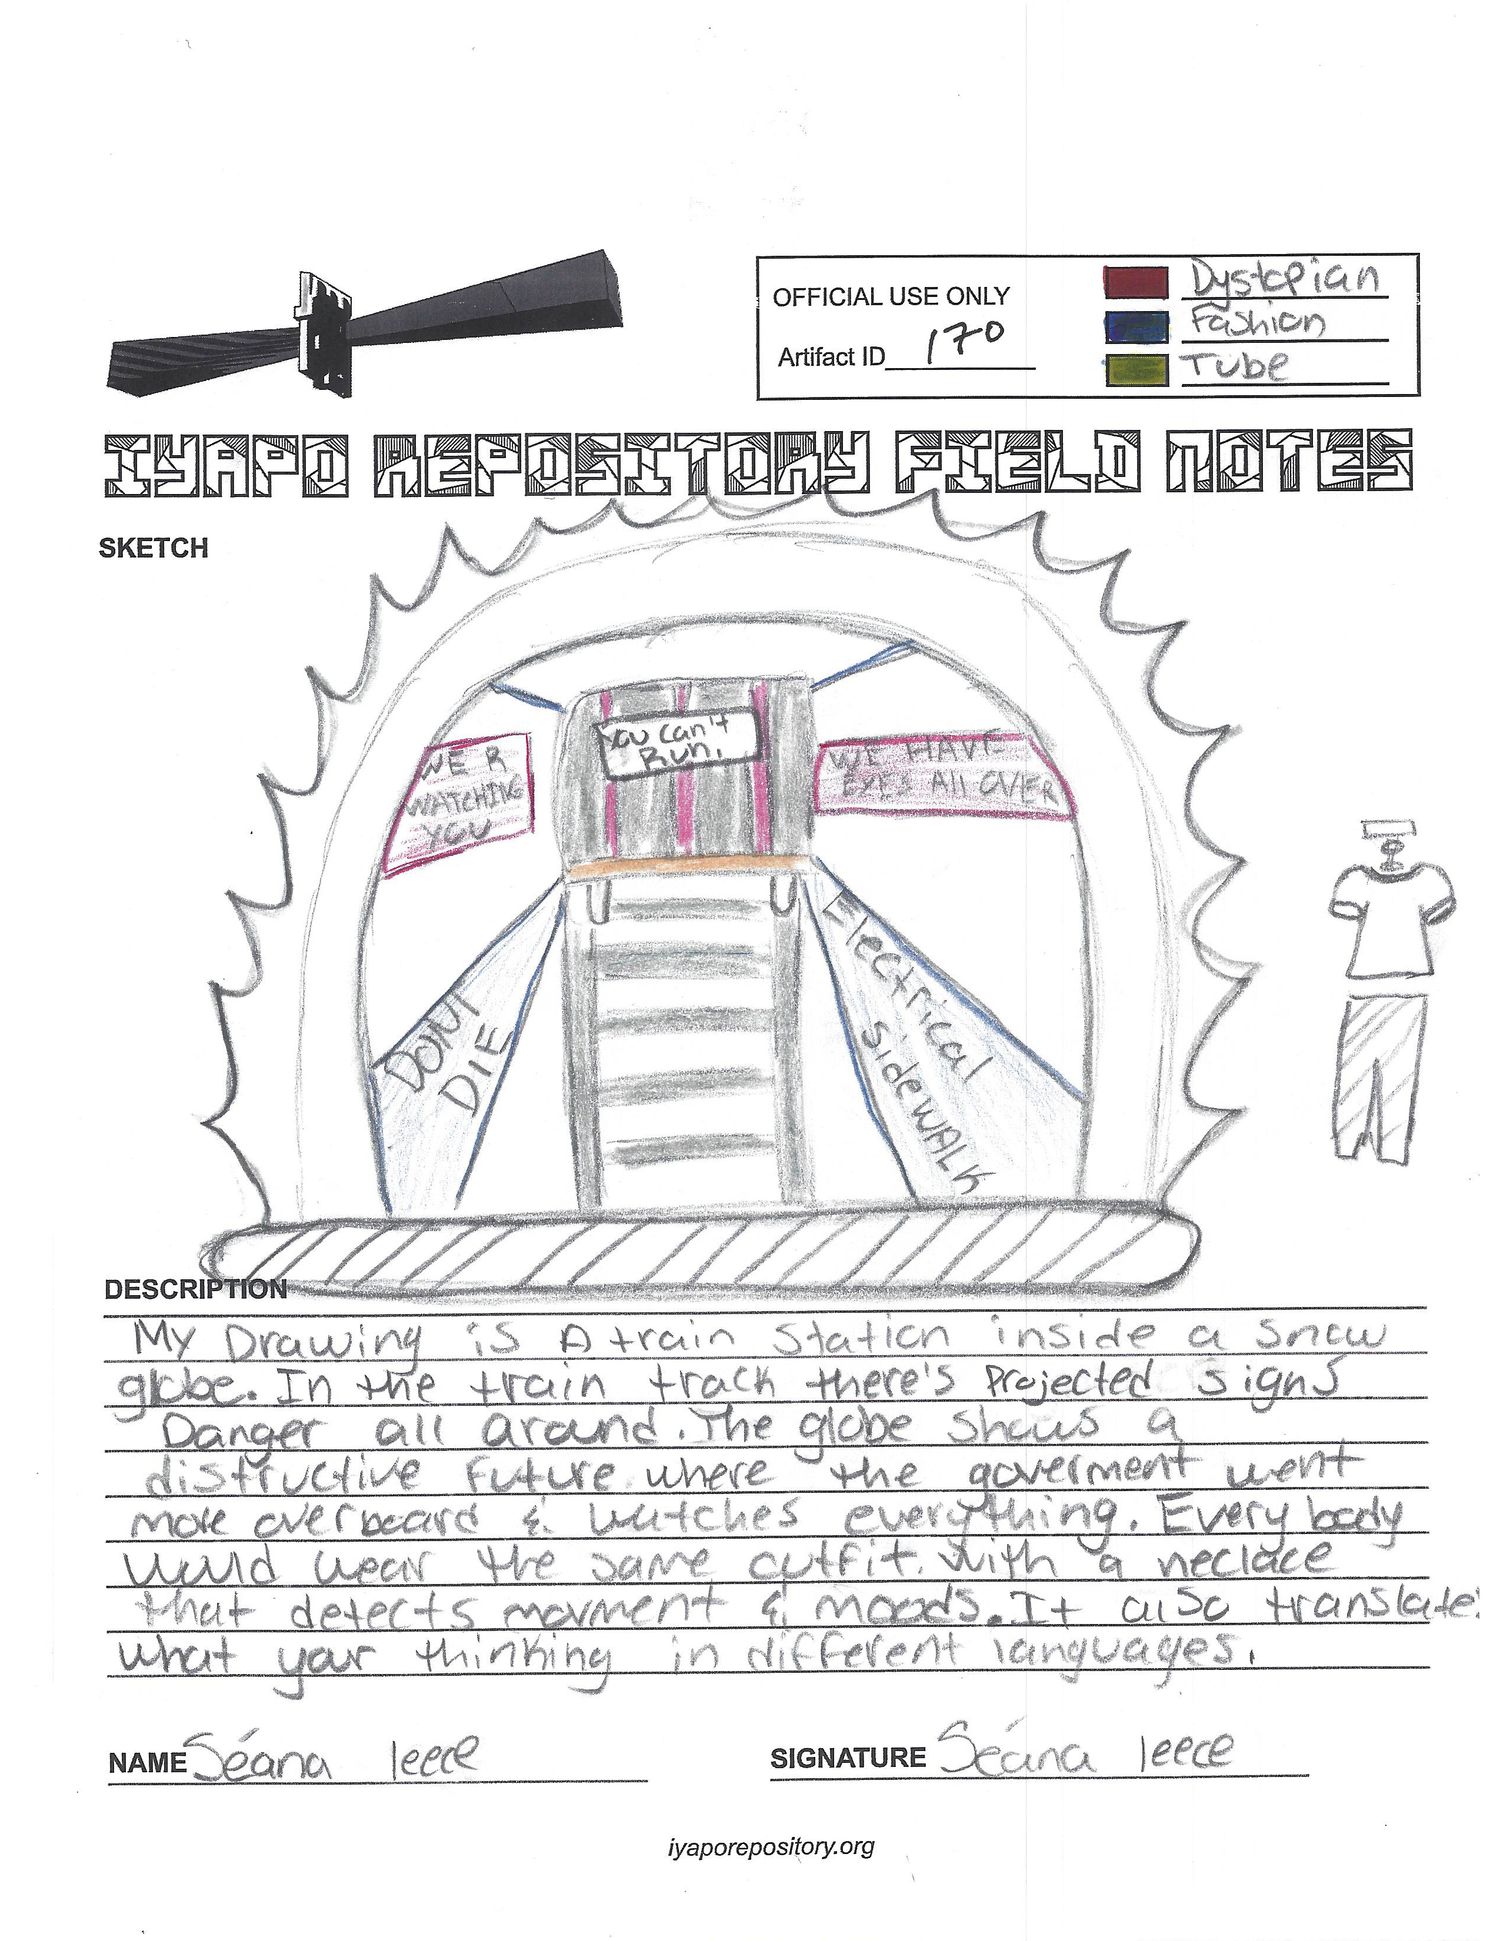 OFFICIAL USE ONLY
Artifact ID 170
Dystopian
Fashion
Tube
IYAPO REPOSITORY FIELD NOTES
SKETCH
WE R
WATCHING
YOU
You can't
Run.
WE HAVE
EYES All OVER
DONT
DIE
Electrical
sideWALK
DESCRIPTION
My Drawing is A train station inside a snow
globe. In the train track there's Projected signs
Danger all around. The globe shows a
distructive future where the goverment went
more overboard & watches everything. Every body
would wear the same outfit. With a neclace
that detects movment & moods. It also translate
what your thinking in different languages.
NAME Séana leece
SIGNATURE Séana leece
iyaporepository.org